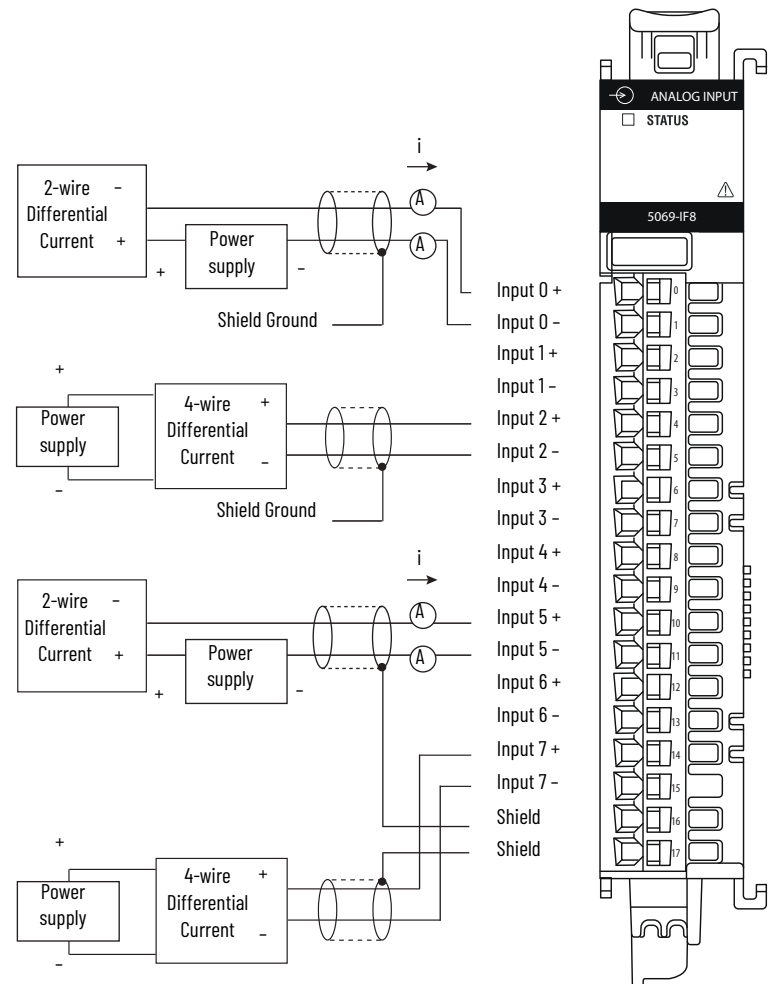 ANALOG INPUT
STATUS
5069-IF8
i
A
A
2-wire –
Differential
Current +
+
Power
supply
–
Shield Ground
Input 0 +
Input 0 –
Input 1 +
Input 1 –
Input 2 +
Input 2 –
Input 3 +
Input 3 –
Input 4 +
Input 4 –
Input 5 +
Input 5 –
Input 6 +
Input 6 –
Input 7 +
Input 7 –
Shield
Shield
0
1
2
3
4
5
6
7
8
9
10
11
12
13
14
15
16
17
+
Power
supply
–
4-wire +
Differential
Current –
Shield Ground
i
A
A
2-wire –
Differential
Current +
+
Power
supply
–
+
Power
supply
–
4-wire +
Differential
Current –